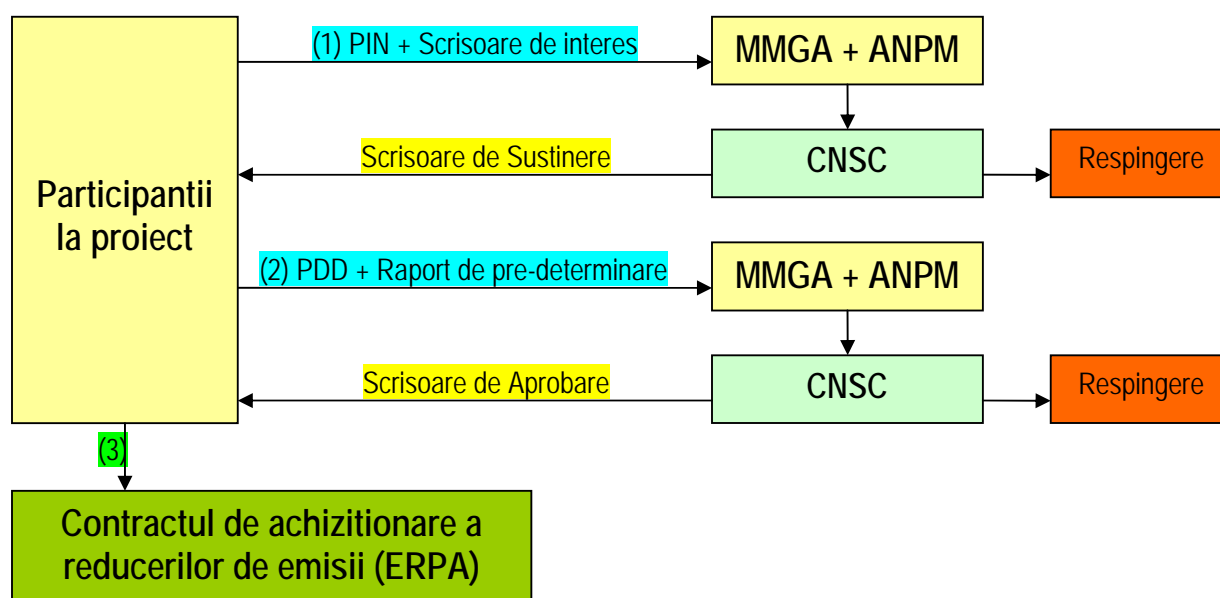 (1) PIN + Scrisoare de interes
MMGA + ANPM
Scrisoare de Sustinere
CNSC
Respingere
Participantii
la proiect
(2) PDD + Raport de pre-determinare
MMGA + ANPM
Scrisoare de Aprobare
CNSC
Respingere
(3)
Contractul de achizitionare a
reducerilor de emisii (ERPA)